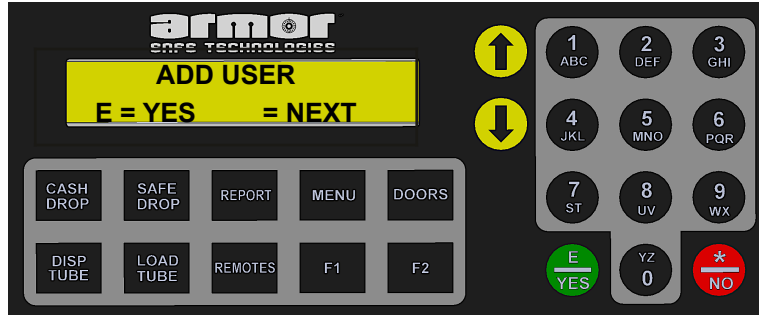 armor
SAFE TECHNOLOGIES
ADD USER
E = YES = NEXT
CASH DROP
SAFE DROP
REPORT
MENU
DOORS
DISP TUBE
LOAD TUBE
REMOTES
F1
F2
1
ABC
2
DEF
3
GHI
4
JKL
5
MNO
6
PQR
7
ST
8
UV
9
WX
E
YES
YZ
0
*
NO